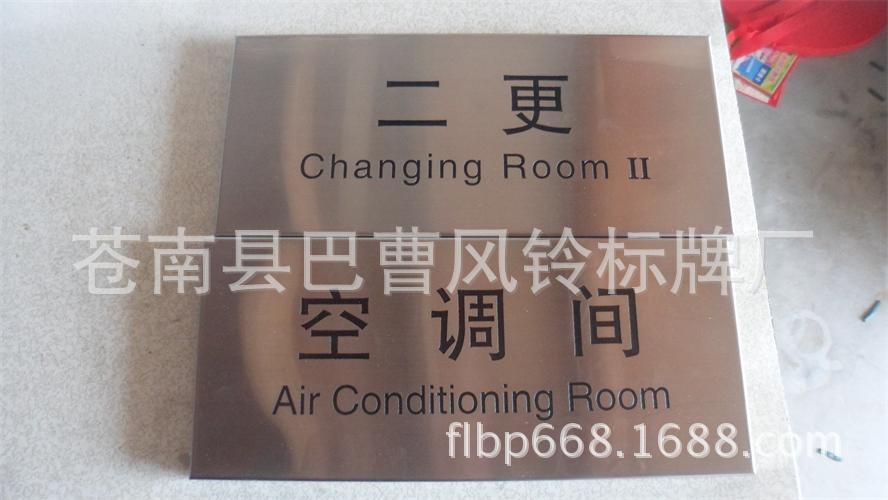 二更
Changing Room II
苍南县巴曹风铃标牌厂
空调间
Air Conditioning Room
flbp668.1688.com